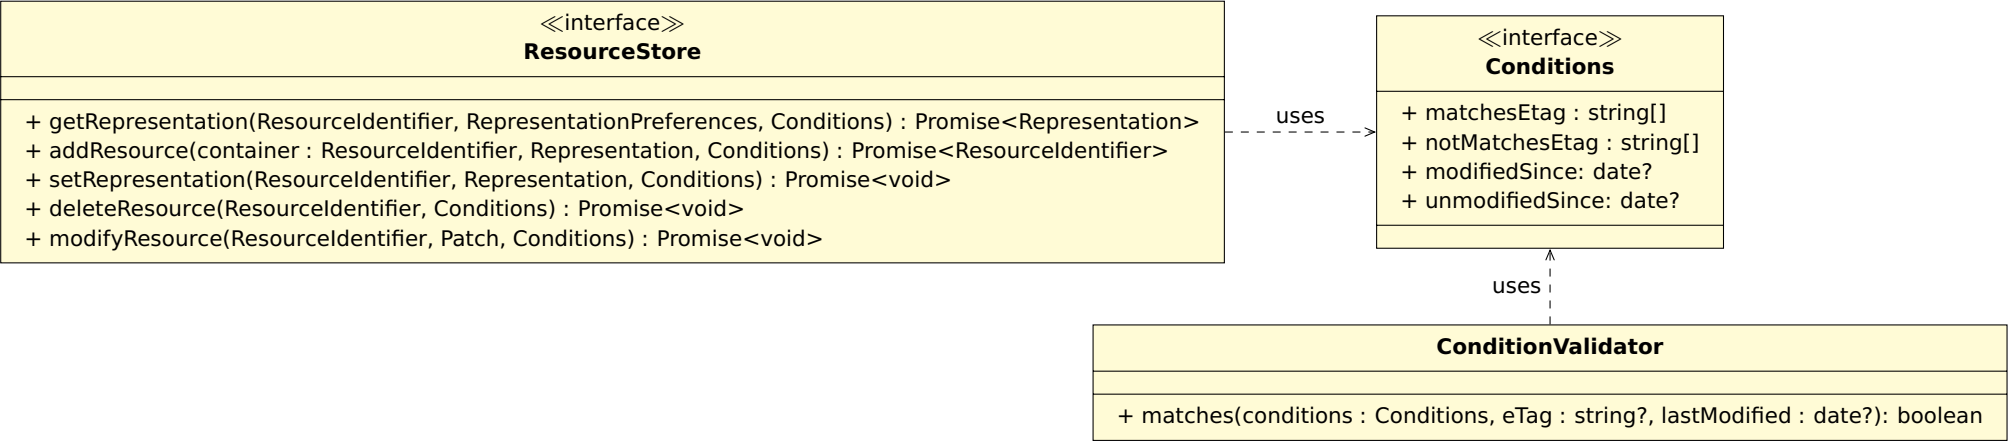 ≪interface≫
ResourceStore
+ getRepresentation(ResourceIdentifier, RepresentationPreferences, Conditions) : Promise<Representation>
+ addResource(container : ResourceIdentifier, Representation, Conditions) : Promise<ResourceIdentifier>
+ setRepresentation(ResourceIdentifier, Representation, Conditions) : Promise<void>
+ deleteResource(ResourceIdentifier, Conditions) : Promise<void>
+ modifyResource(ResourceIdentifier, Patch, Conditions) : Promise<void>
uses
≪interface≫
Conditions
+ matchesEtag : string[]
+ notMatchesEtag : string[]
+ modifiedSince: date?
+ unmodifiedSince: date?
uses
ConditionValidator
+ matches(conditions : Conditions, eTag : string?, lastModified : date?): boolean